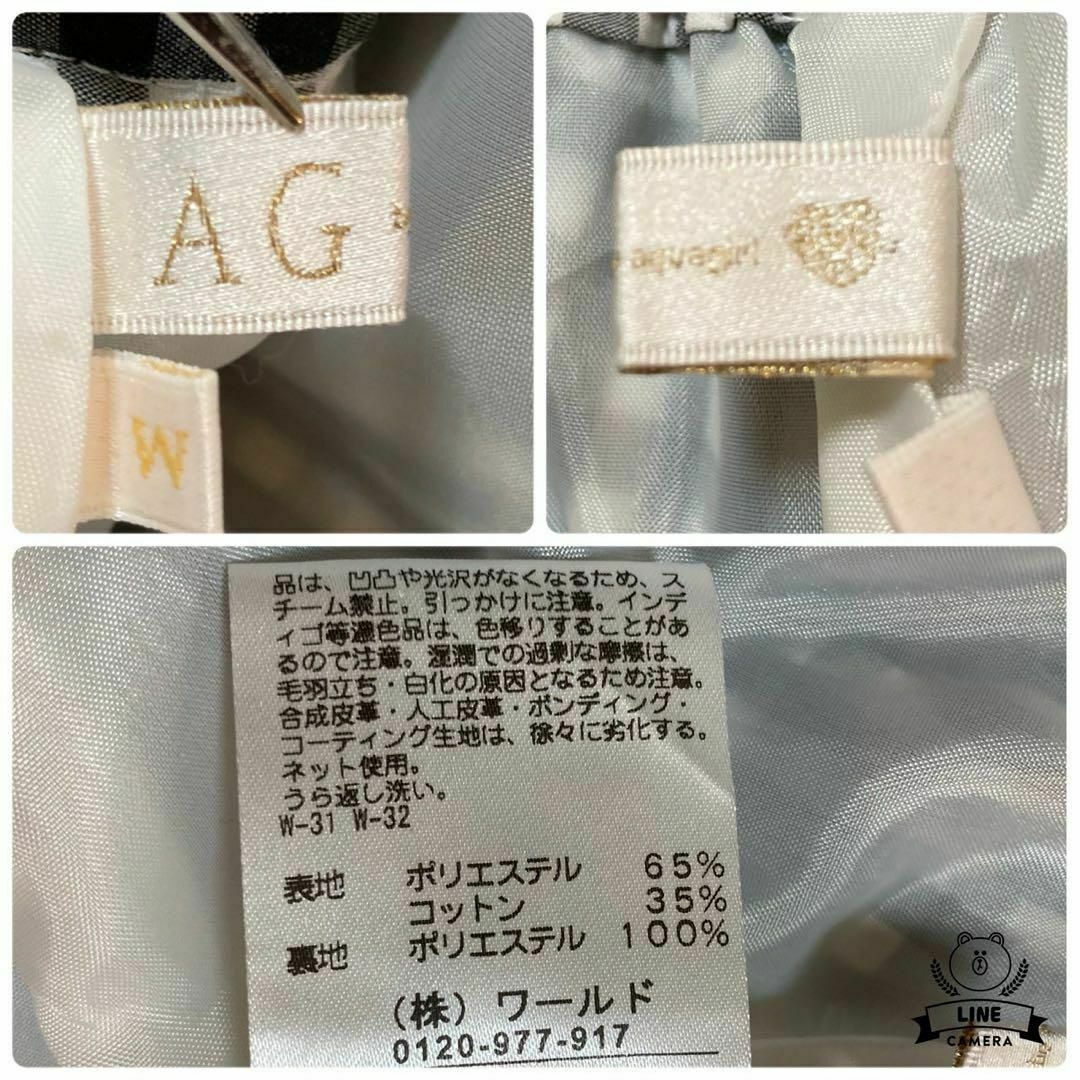 AG
W
aquagirl
品は、凹凸や光沢がなくなるため、ス
チーム禁止。引っかけに注意。インデ
ィゴ等濃色品は、色移りすることがあ
るので注意。湿潤での過剰な摩擦は、
毛羽立ち・白化の原因となるため注意。
合成皮革・人工皮革・ボンディング・
コーティング生地は、徐々に劣化する。
ネット使用。
うら返し洗い。
W-31 W-32
表地 ポリエステル 65%
コットン 35%
裏地 ポリエステル 100%
(株) ワールド
0120-977-917
LINE
CAMERA